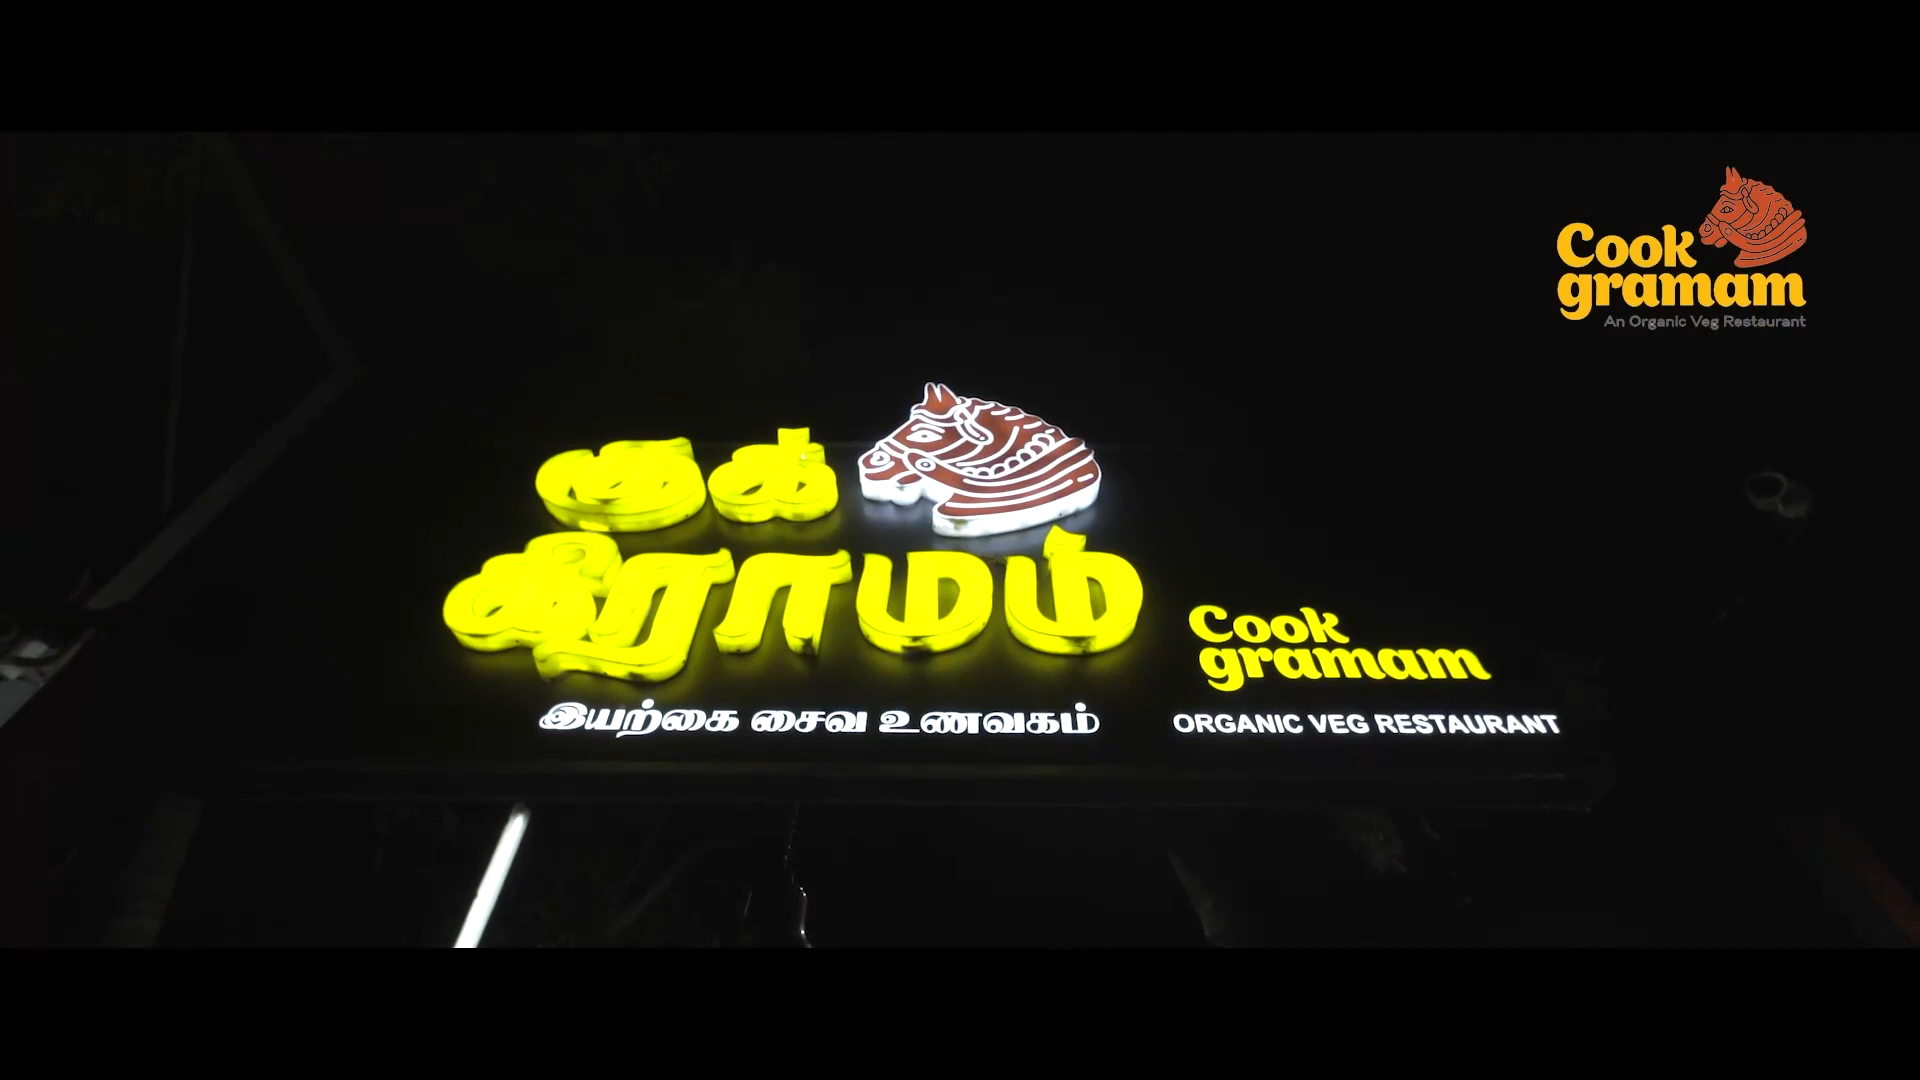 Cook
gramam
An Organic Veg Restaurant
குக்
கிராமம்
Cook
gramam
இயற்கை சைவ உணவகம்
ORGANIC VEG RESTAURANT